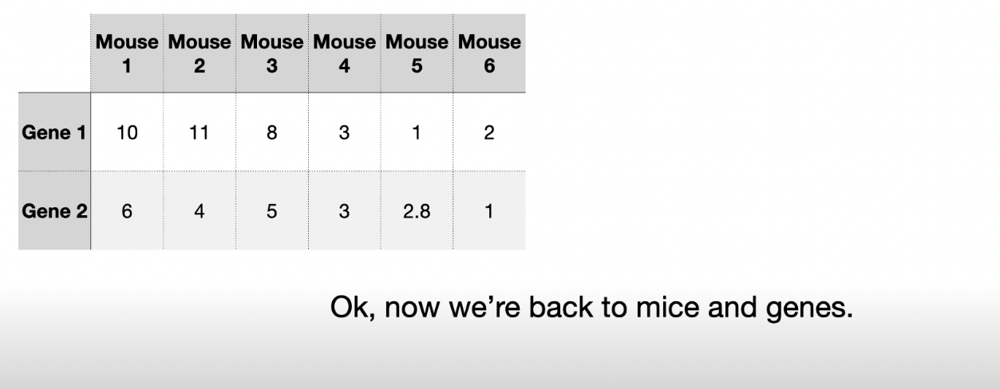 Mouse Mouse Mouse Mouse Mouse Mouse
1 2 3 4 5 6
Gene 1 10 11 8 3 1 2
Gene 2 6 4 5 3 2.8 1
Ok, now we’re back to mice and genes.